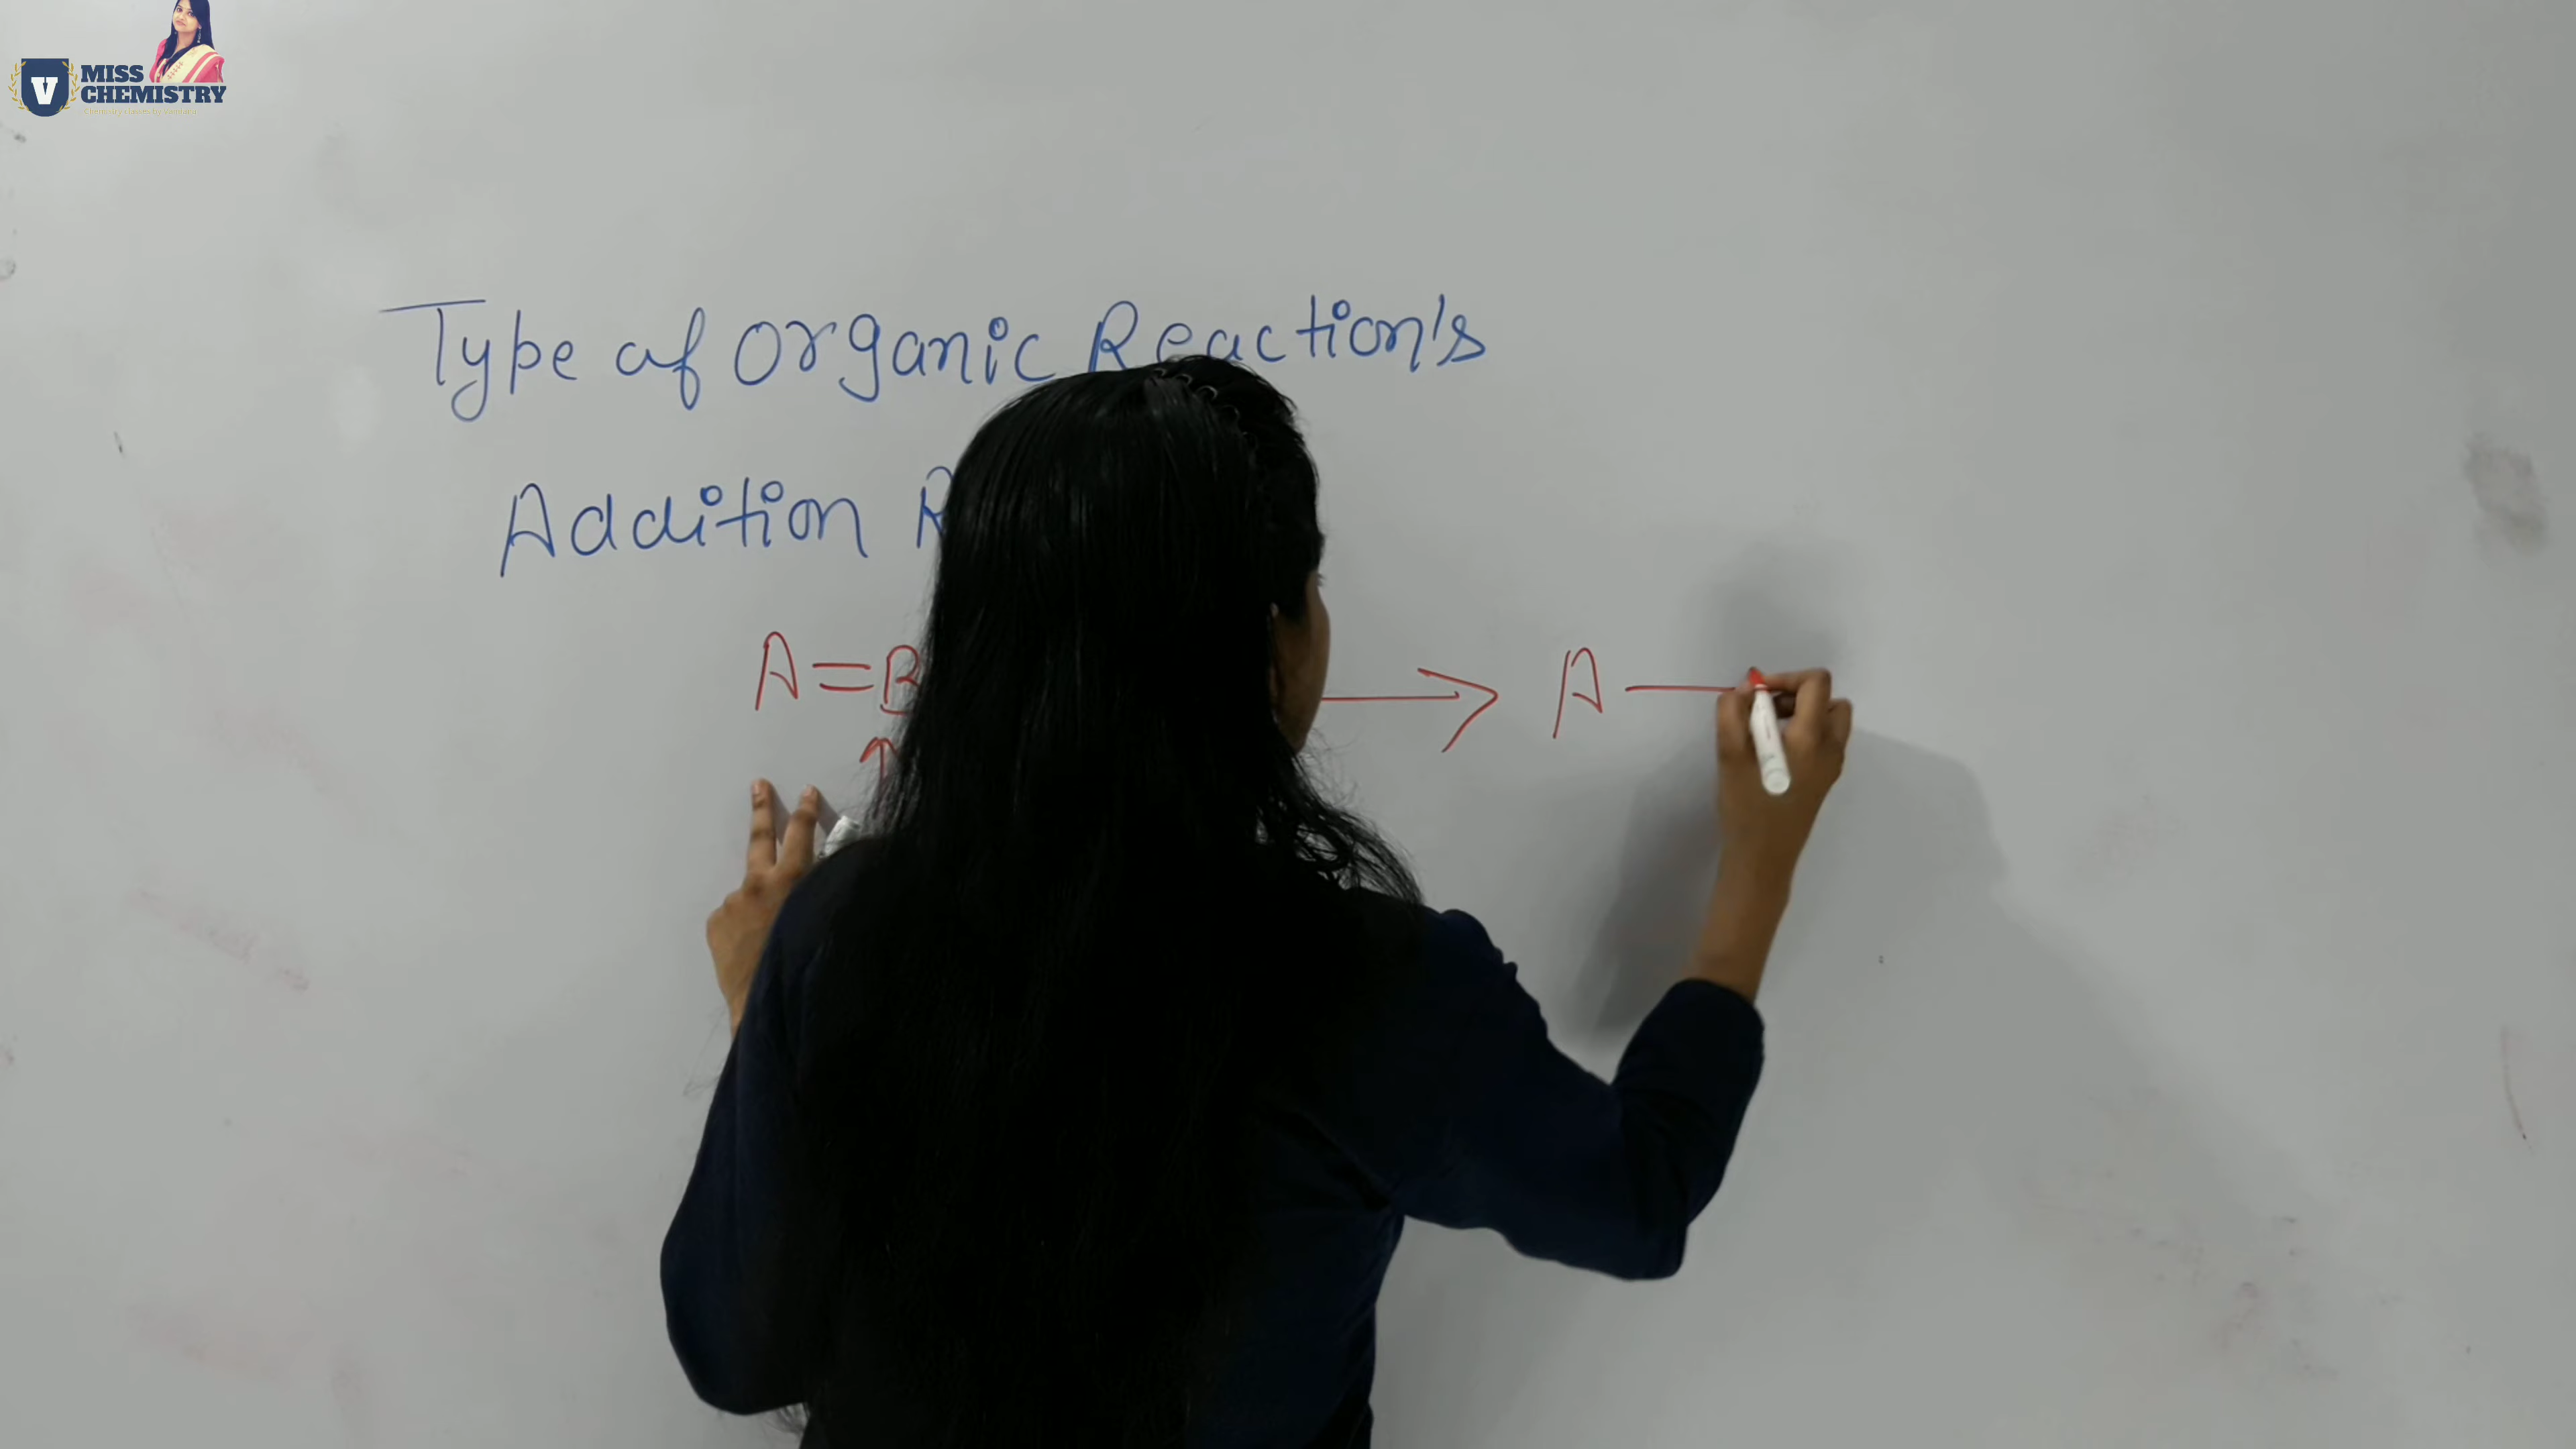 V
MISS
CHEMISTRY
Type of Organic Reaction's
Addition
A=B
A —